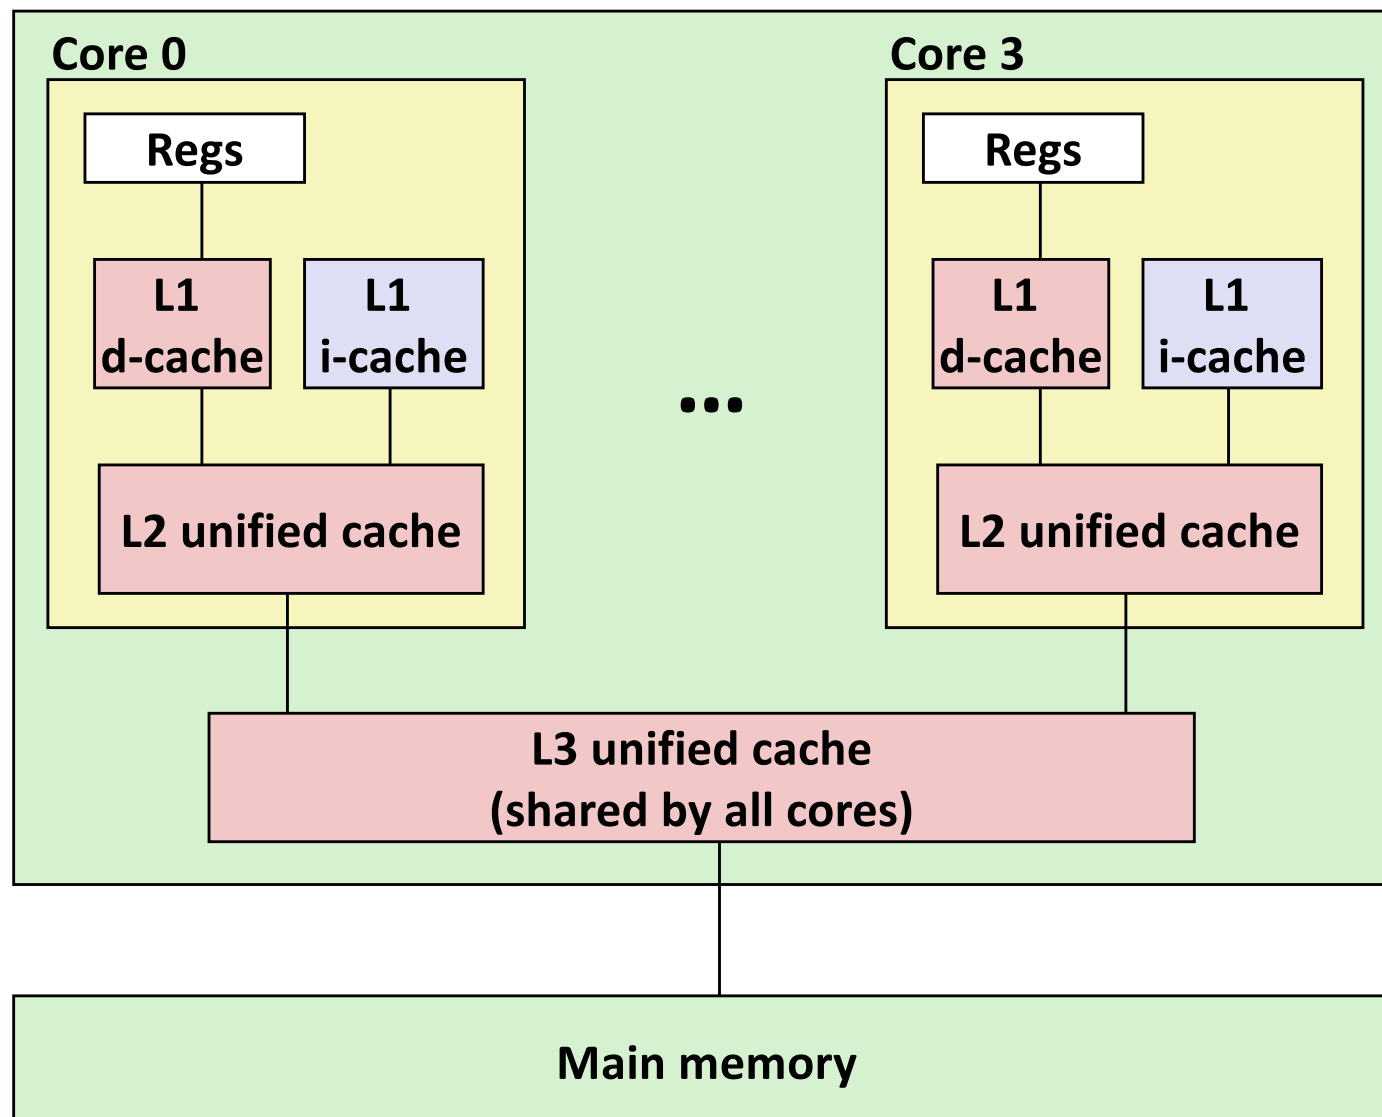 Core 0
Regs
L1
d-cache
L1
i-cache
L2 unified cache
...
Core 3
Regs
L1
d-cache
L1
i-cache
L2 unified cache
L3 unified cache
(shared by all cores)
Main memory